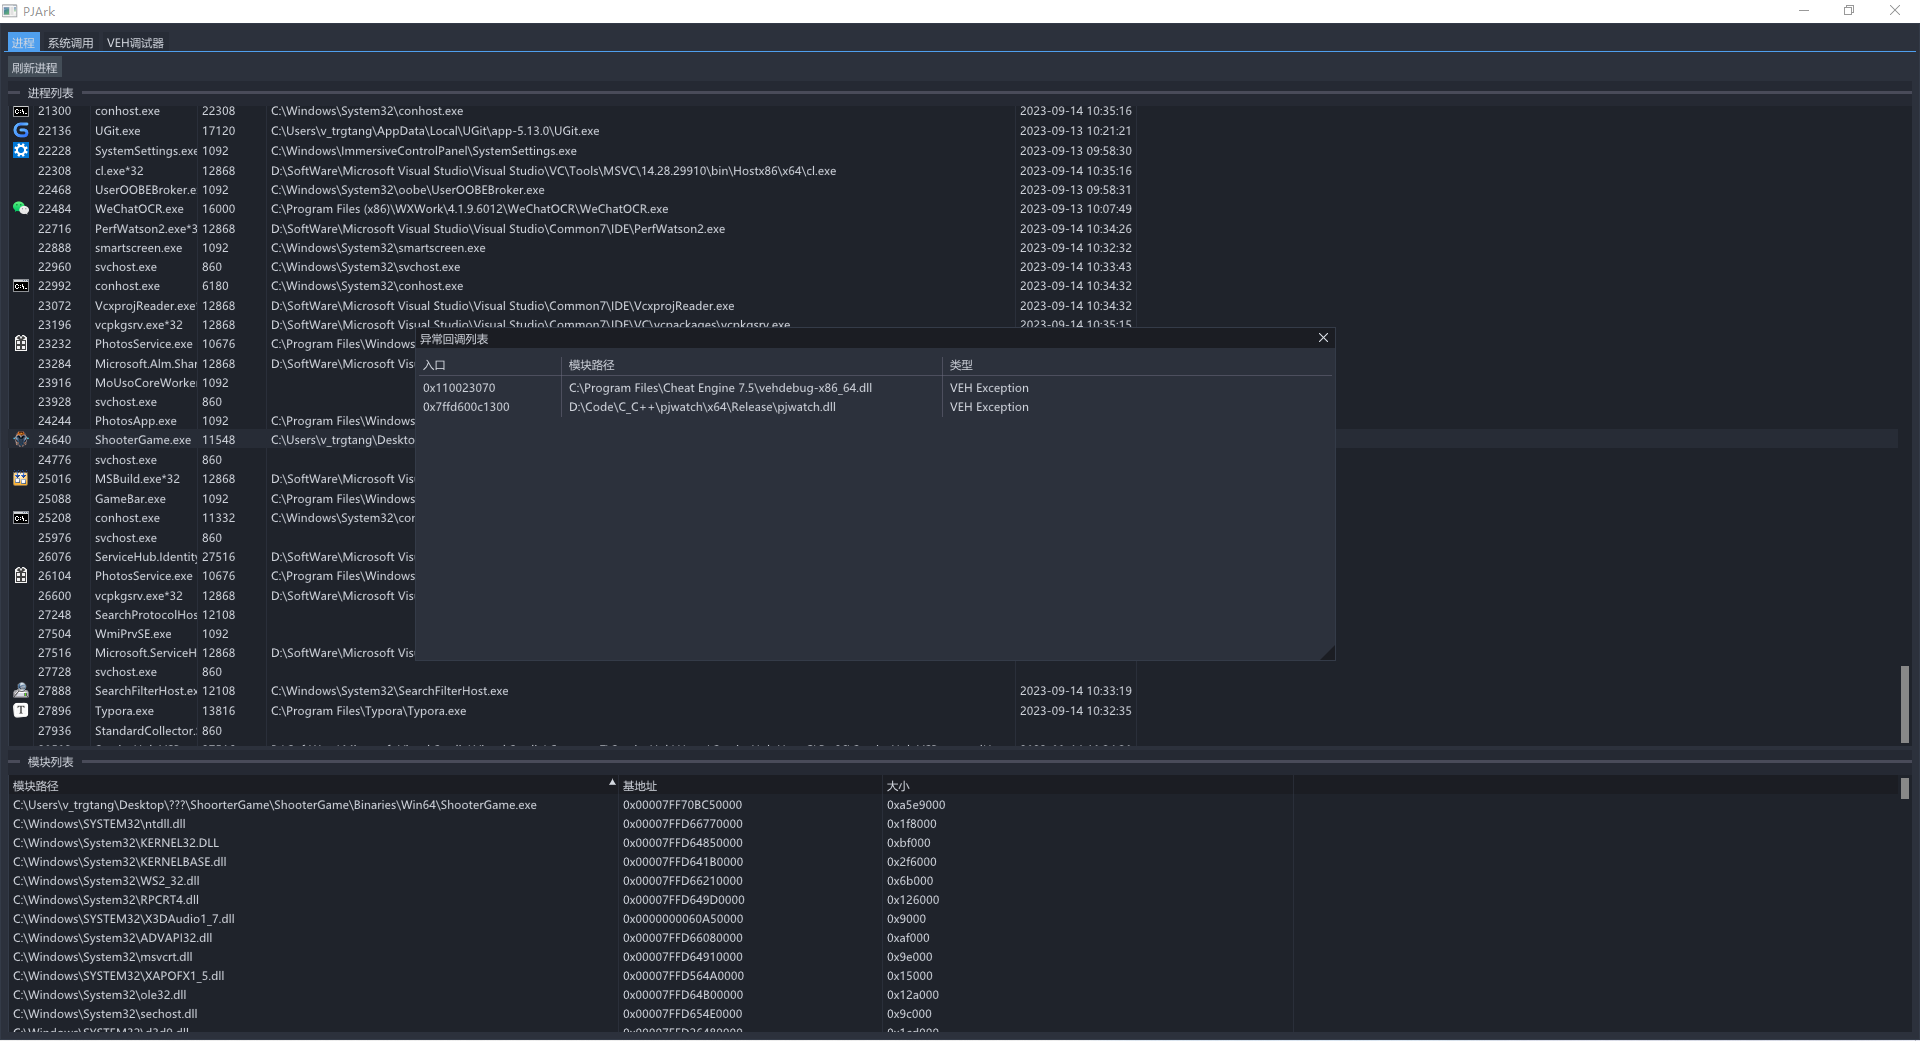 PJArk
进程 系统调用 VEH调试器
刷新进程
进程列表
21300 conhost.exe 22308 C:\Windows\System32\conhost.exe 2023-09-14 10:35:16
22136 UGit.exe 17120 C:\Users\v_trgtang\AppData\Local\UGit\app-5.13.0\UGit.exe 2023-09-13 10:21:21
22228 SystemSettings.exe 1092 C:\Windows\ImmersiveControlPanel\SystemSettings.exe 2023-09-13 09:58:30
22308 cl.exe*32 12868 D:\SoftWare\Microsoft Visual Studio\Visual Studio\VC\Tools\MSVC\14.28.29910\bin\Hostx86\x64\cl.exe 2023-09-14 10:35:16
22468 UserOOBEBroker.e 1092 C:\Windows\System32\oobe\UserOOBEBroker.exe 2023-09-13 09:58:31
22484 WeChatOCR.exe 16000 C:\Program Files (x86)\WXWork\4.1.9.6012\WeChatOCR\WeChatOCR.exe 2023-09-13 10:07:49
22716 PerfWatson2.exe*3 12868 D:\SoftWare\Microsoft Visual Studio\Visual Studio\Common7\IDE\PerfWatson2.exe 2023-09-14 10:34:26
22888 smartscreen.exe 1092 C:\Windows\System32\smartscreen.exe 2023-09-14 10:32:32
22960 svchost.exe 860 C:\Windows\System32\svchost.exe 2023-09-14 10:33:43
22992 conhost.exe 6180 C:\Windows\System32\conhost.exe 2023-09-14 10:34:32
23072 VcxprojReader.exe 12868 D:\SoftWare\Microsoft Visual Studio\Visual Studio\Common7\IDE\VcxprojReader.exe 2023-09-14 10:34:32
23196 vcpkgsrv.exe*32 12868 D:\SoftWare\Microsoft Visual Studio\Visual Studio\Common7\IDE\VC\vcpackages\vcpkgsrv.exe 2023-09-14 10:35:15
23232 PhotosService.exe 10676 C:\Program Files\Windows
23284 Microsoft.Alm.Shar 12868 D:\SoftWare\Microsoft Vis
23916 MoUsoCoreWorke 1092
23928 svchost.exe 860
24244 PhotosApp.exe 1092 C:\Program Files\Windows
24640 ShooterGame.exe 11548 C:\Users\v_trgtang\Deskto
24776 svchost.exe 860
25016 MSBuild.exe*32 12868 D:\SoftWare\Microsoft Vis
25088 GameBar.exe 1092 C:\Program Files\Windows
25208 conhost.exe 11332 C:\Windows\System32\cor
25976 svchost.exe 860
26076 ServiceHub.Identity 27516 D:\SoftWare\Microsoft Vis
26104 PhotosService.exe 10676 C:\Program Files\Windows
26600 vcpkgsrv.exe*32 12868 D:\SoftWare\Microsoft Vis
27248 SearchProtocolHos 12108
27504 WmiPrvSE.exe 1092
27516 Microsoft.ServiceH 12868 D:\SoftWare\Microsoft Vis
27728 svchost.exe 860
27888 SearchFilterHost.ex 12108 C:\Windows\System32\SearchFilterHost.exe 2023-09-14 10:33:19
27896 Typora.exe 13816 C:\Program Files\Typora\Typora.exe 2023-09-14 10:32:35
27936 StandardCollector. 860
异常回调列表
入口 模块路径 类型
0x110023070 C:\Program Files\Cheat Engine 7.5\vehdebug-x86_64.dll VEH Exception
0x7ffd600c1300 D:\Code\C_C++\pjwatch\x64\Release\pjwatch.dll VEH Exception
模块列表
模块路径 基地址 大小
C:\Users\v_trgtang\Desktop\???\ShoorterGame\ShooterGame\Binaries\Win64\ShooterGame.exe 0x00007FF70BC50000 0xa5e9000
C:\Windows\SYSTEM32\ntdll.dll 0x00007FFD66770000 0x1f8000
C:\Windows\System32\KERNEL32.DLL 0x00007FFD64850000 0xbf000
C:\Windows\System32\KERNELBASE.dll 0x00007FFD641B0000 0x2f6000
C:\Windows\System32\WS2_32.dll 0x00007FFD66210000 0x6b000
C:\Windows\System32\RPCRT4.dll 0x00007FFD649D0000 0x126000
C:\Windows\SYSTEM32\X3DAudio1_7.dll 0x0000000060A50000 0x9000
C:\Windows\System32\ADVAPI32.dll 0x00007FFD66080000 0xaf000
C:\Windows\System32\msvcrt.dll 0x00007FFD64910000 0x9e000
C:\Windows\SYSTEM32\XAPOFX1_5.dll 0x00007FFD564A0000 0x15000
C:\Windows\System32\ole32.dll 0x00007FFD64B00000 0x12a000
C:\Windows\System32\sechost.dll 0x00007FFD654E0000 0x9c000
C:\Windows\SYSTEM32\d3d9.dll 0x00007FFD36480000 0x1cd000